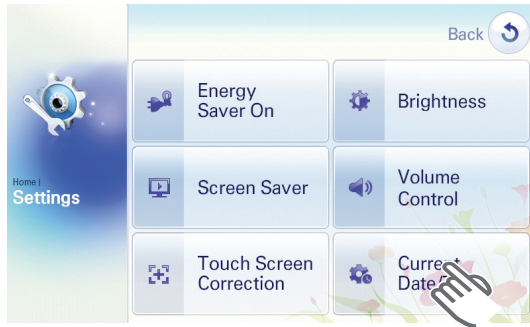 Back
Energy
Saver On
Brightness
Home |
Settings
Screen Saver
Volume
Control
Touch Screen
Correction
Current
Date/